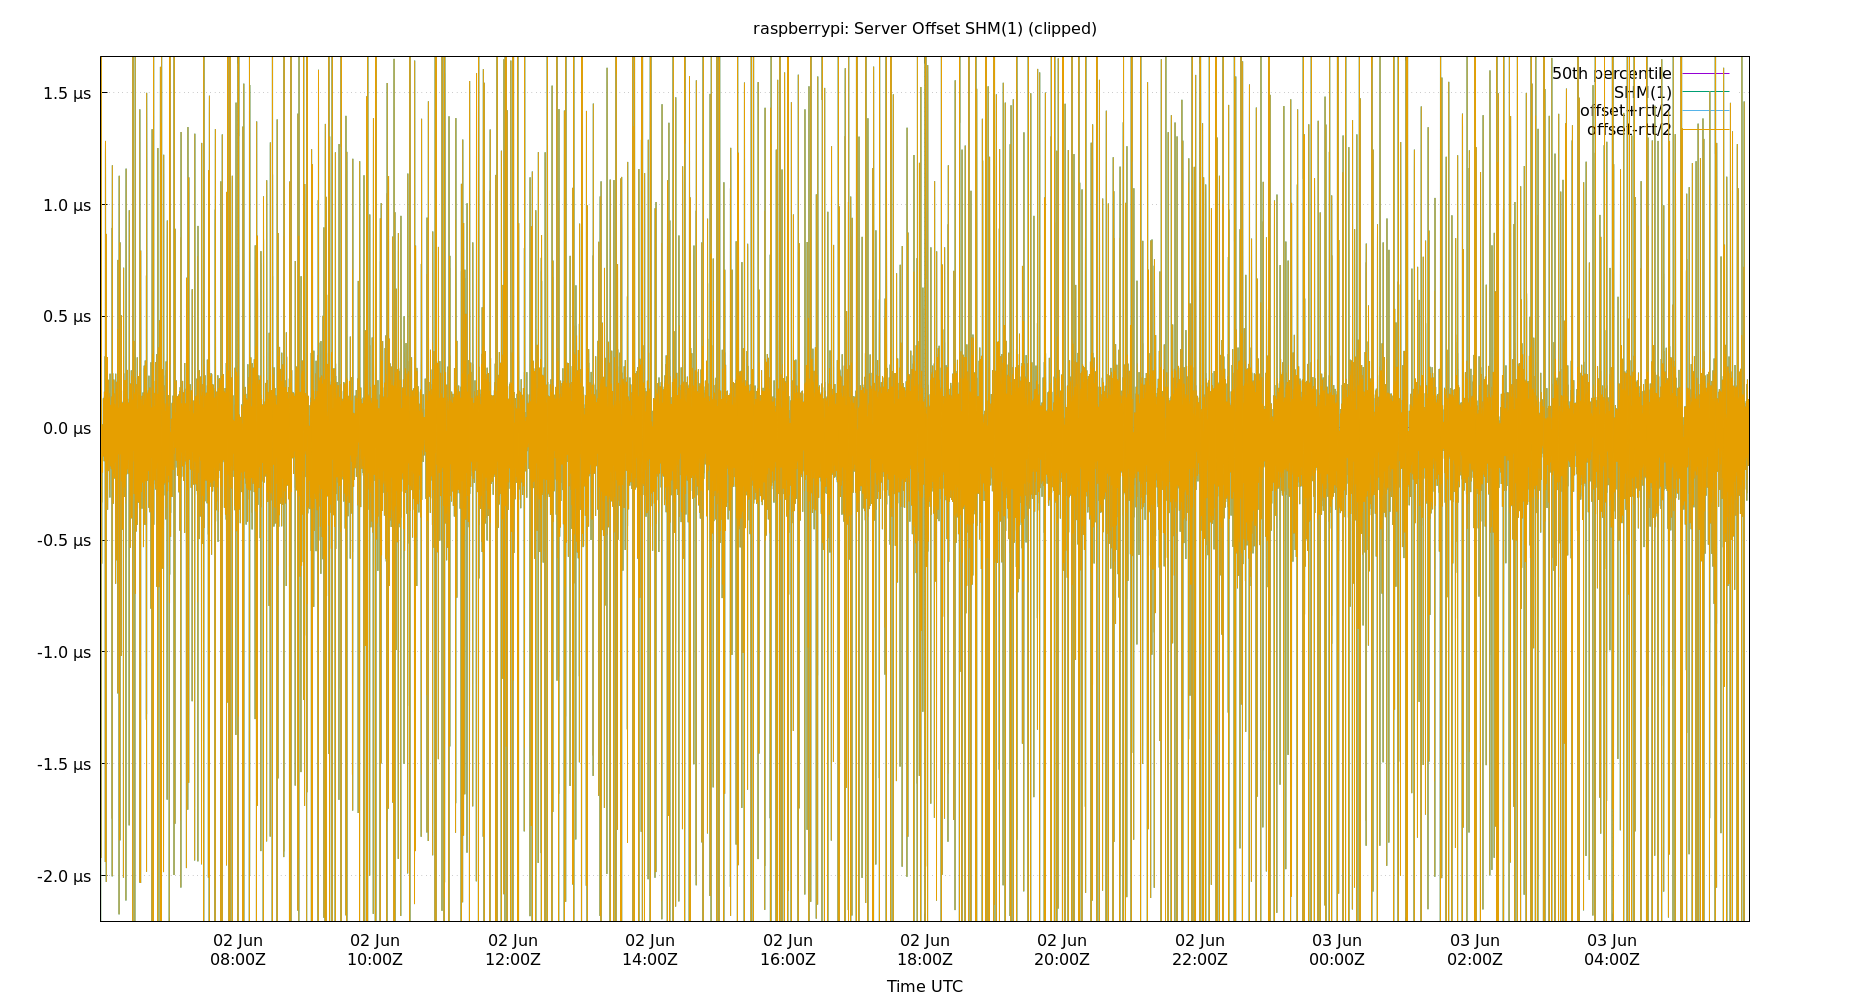 raspberrypi: Server Offset SHM(1) (clipped)
50th percentile
SHM(1)
offset+rtt/2
offset-rtt/2
1.5 µs
1.0 µs
0.5 µs
0.0 µs
-0.5 µs
-1.0 µs
-1.5 µs
-2.0 µs
02 Jun 02 Jun 02 Jun 02 Jun 02 Jun 02 Jun 02 Jun 02 Jun 03 Jun 03 Jun 03 Jun
08:00Z 10:00Z 12:00Z 14:00Z 16:00Z 18:00Z 20:00Z 22:00Z 00:00Z 02:00Z 04:00Z
Time UTC